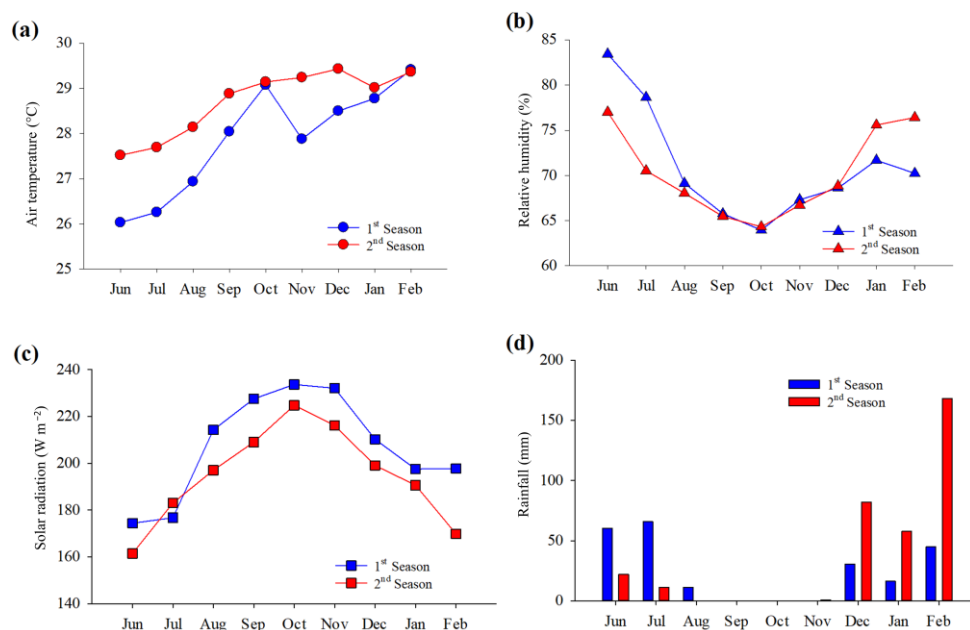 (a)
Air temperature (°C)
30
29
28
27
26
25
1st Season
2nd Season
Jun Jul Aug Sep Oct Nov Dec Jan Feb
(b)
Relative humidity (%)
85
80
75
70
65
60
1st Season
2nd Season
Jun Jul Aug Sep Oct Nov Dec Jan Feb
(c)
Solar radiation (W m⁻²)
240
220
200
180
160
140
1st Season
2nd Season
Jun Jul Aug Sep Oct Nov Dec Jan Feb
(d)
Rainfall (mm)
200
150
100
50
0
1st Season
2nd Season
Jun Jul Aug Sep Oct Nov Dec Jan Feb